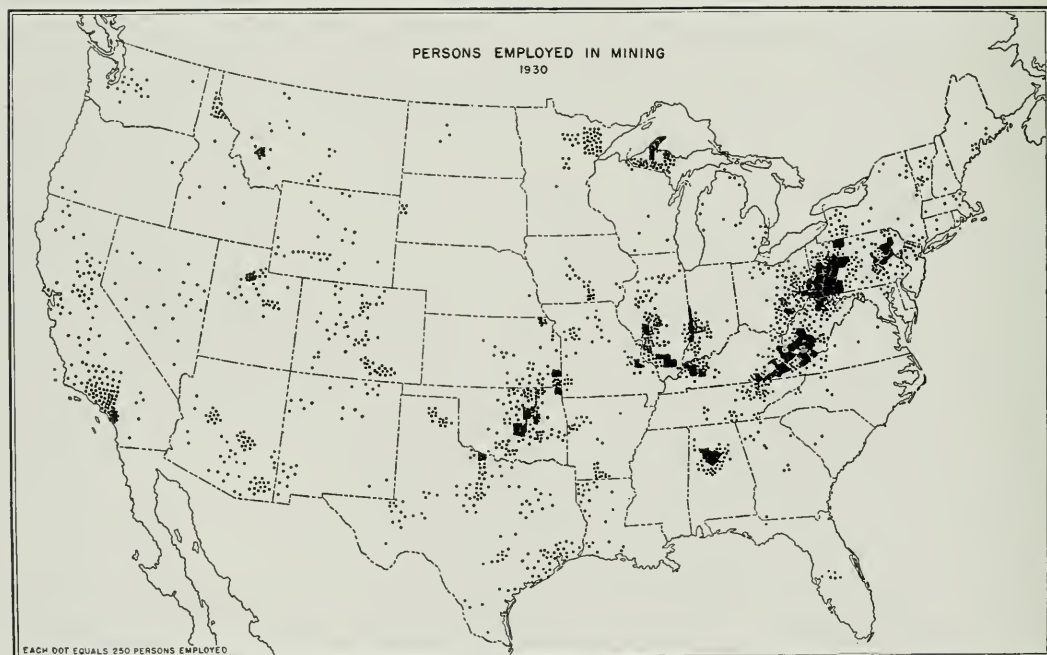 PERSONS EMPLOYED IN MINING
1930
EACH DOT EQUALS 250 PERSONS EMPLOYED